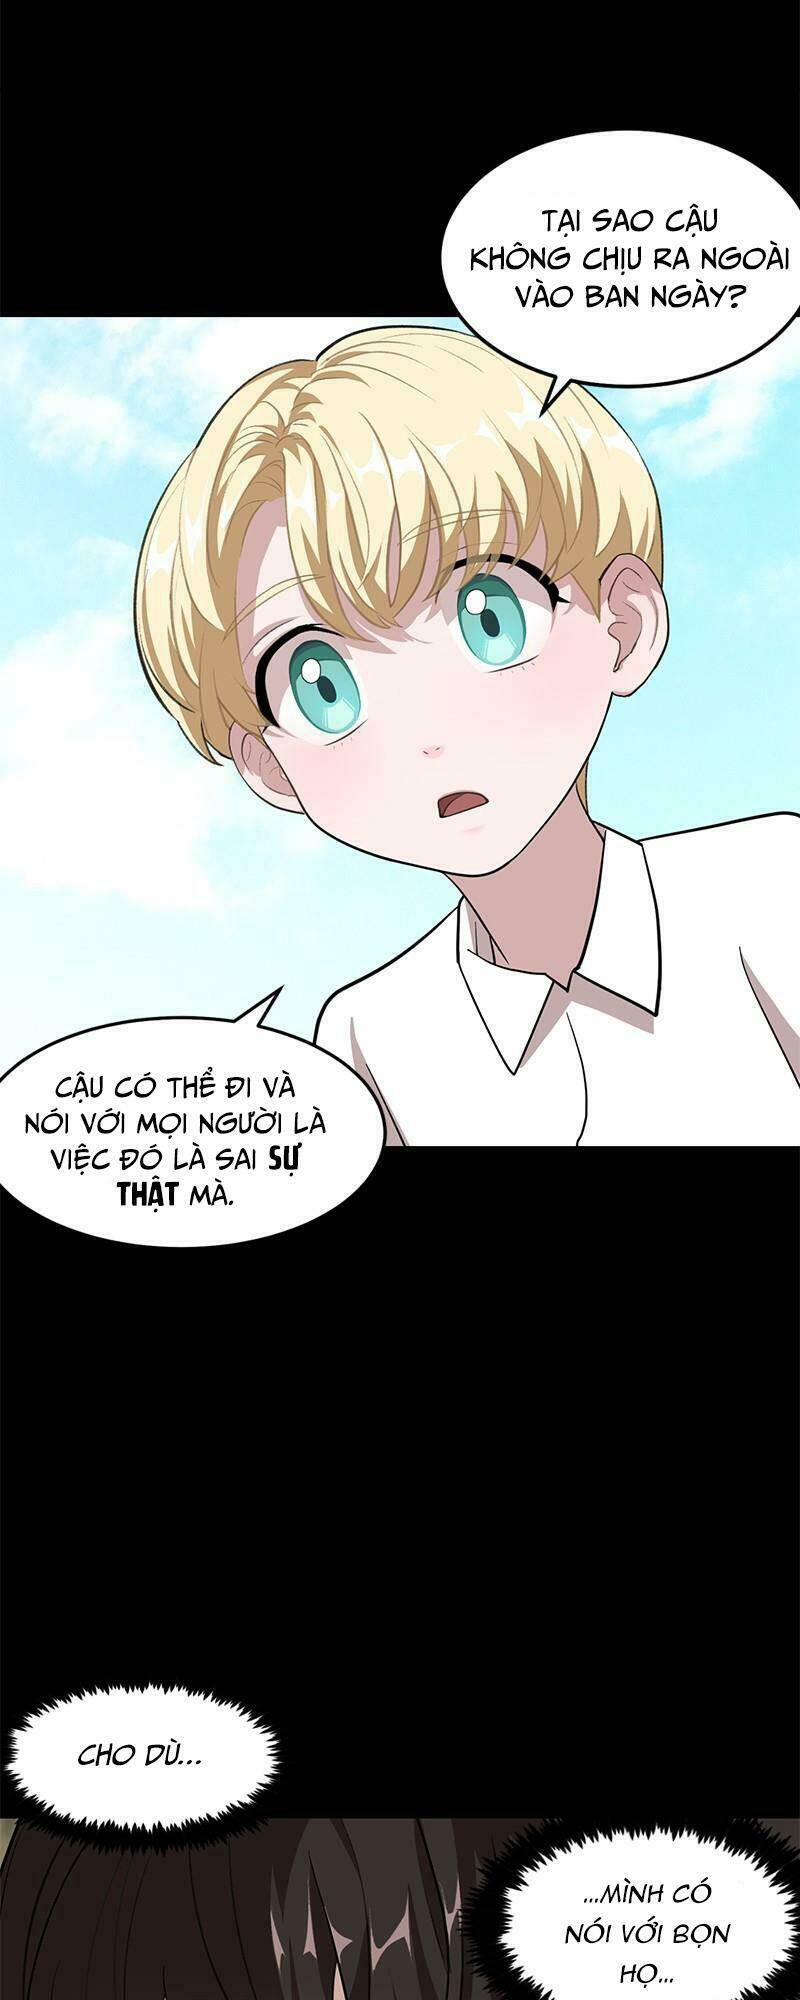 TẠI SAO CẬU
KHÔNG CHỊU RA NGOÀI
VÀO BAN NGÀY?
CẬU CÓ THỂ ĐI VÀ
NÓI VỚI MỌI NGƯỜI LÀ
VIỆC ĐÓ LÀ SAI SỰ
THẬT MÀ.
CHO DÙ...
...MÌNH CÓ
NÓI VỚI BỌN
HỌ...